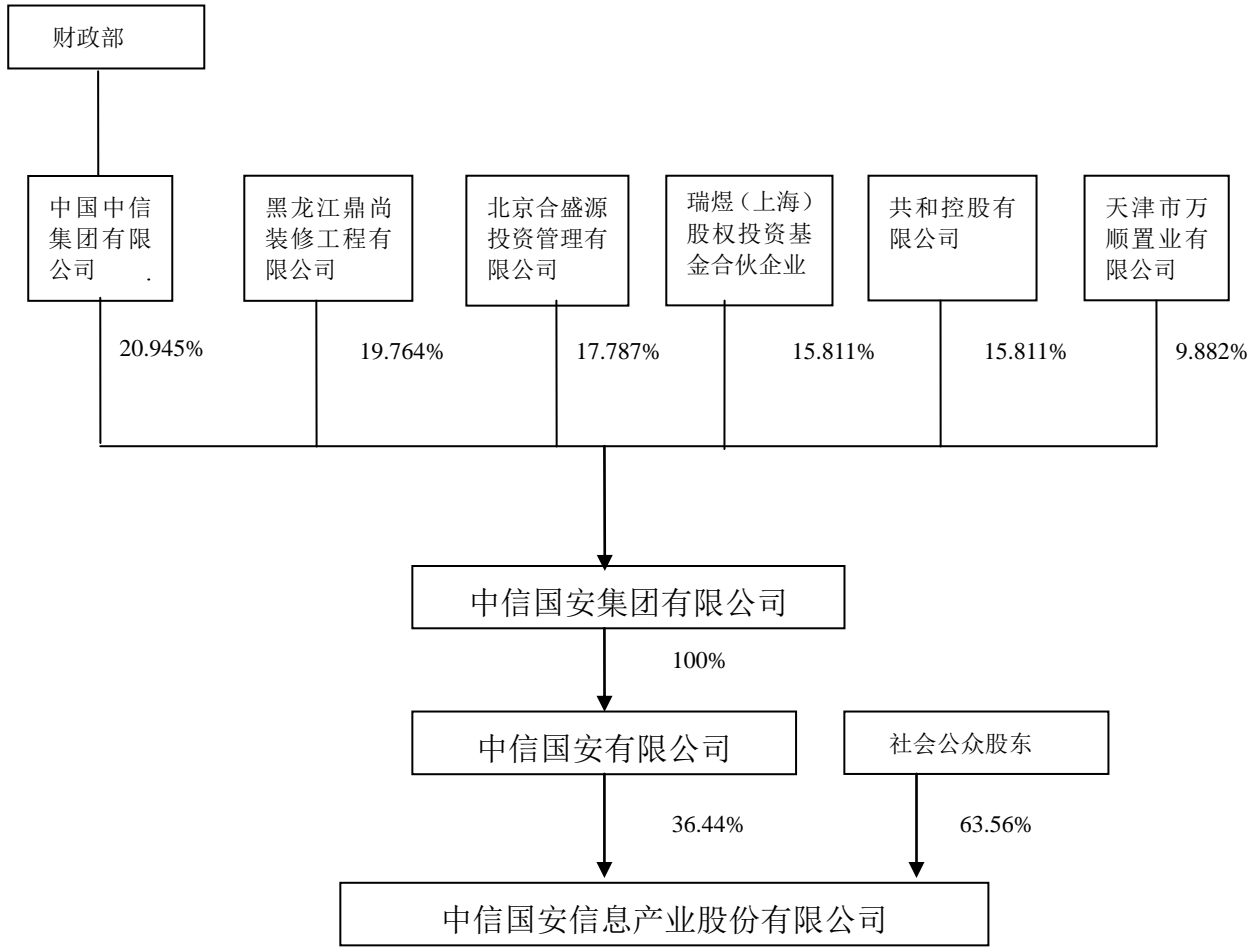 财政部
中国中信
集团有限
公司 .
黑龙江鼎尚
装修工程有
限公司
北京合盛源
投资管理有
限公司
瑞煜（上海）
股权投资基
金合伙企业
共和控股有
限公司
天津市万
顺置业有
限公司
20.945%
19.764%
17.787%
15.811%
15.811%
9.882%
中信国安集团有限公司
100%
中信国安有限公司
社会公众股东
36.44%
63.56%
中信国安信息产业股份有限公司